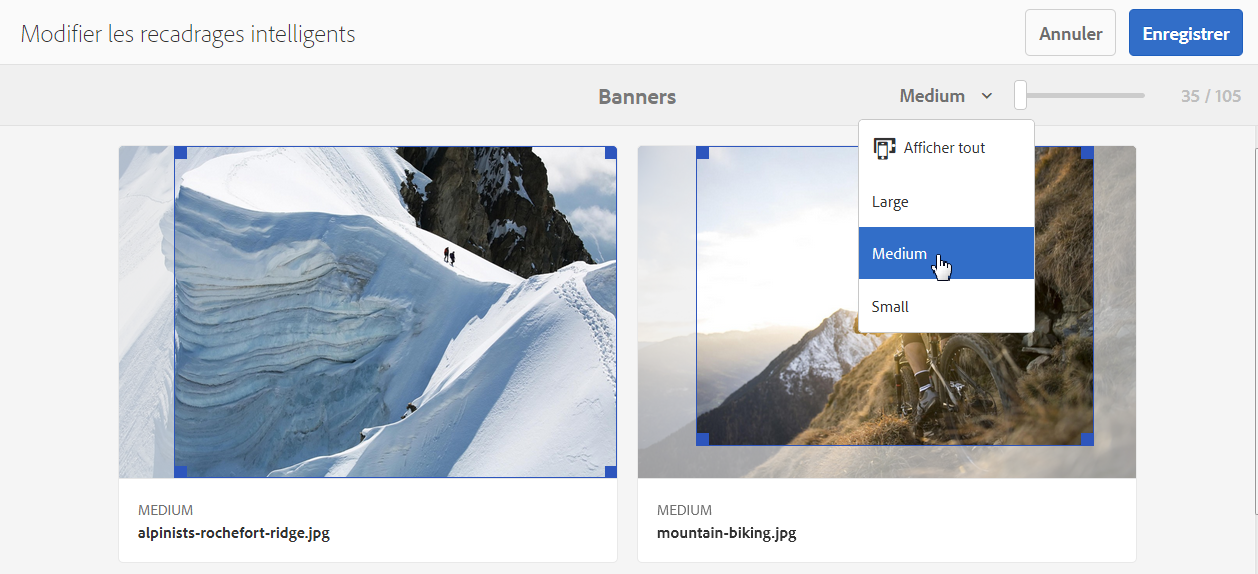 Modifier les recadrages intelligents
Annuler
Enregistrer
Banners
Medium
35 / 105
Afficher tout
Large
Medium
Small
MEDIUM
alpinists-rochefort-ridge.jpg
MEDIUM
mountain-biking.jpg